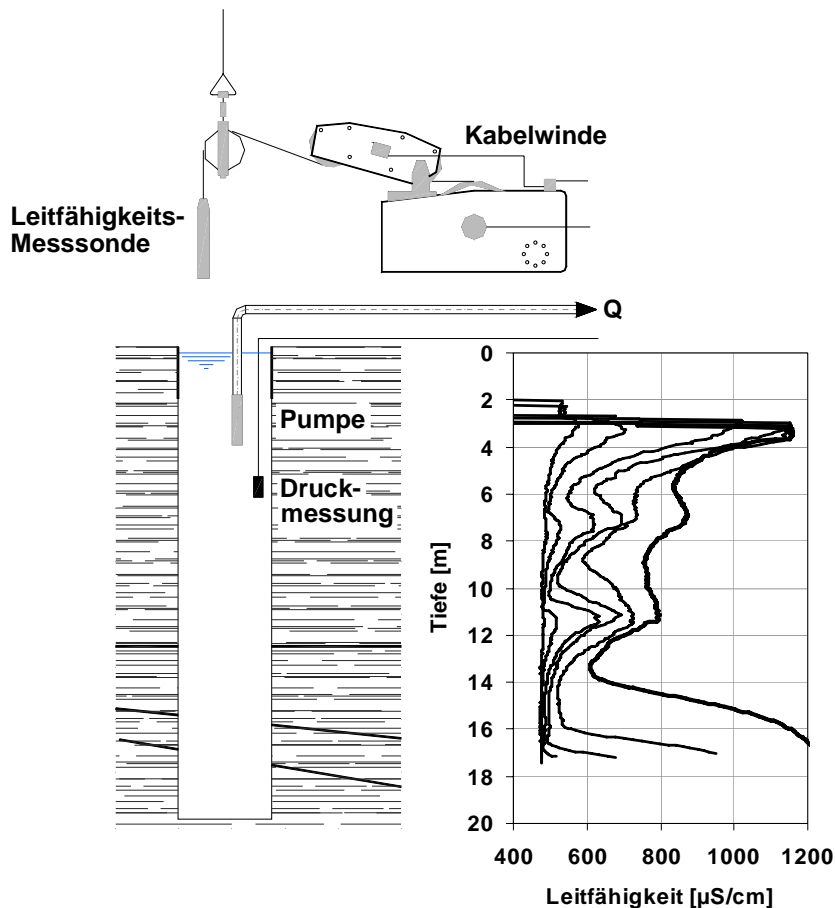 Kabelwinde
Leitfähigkeits-
Messsonde
Q
Pumpe
Druck-
messung
Tiefe [m]
0
2
4
6
8
10
12
14
16
18
20
400 600 800 1000 1200
Leitfähigkeit [µS/cm]